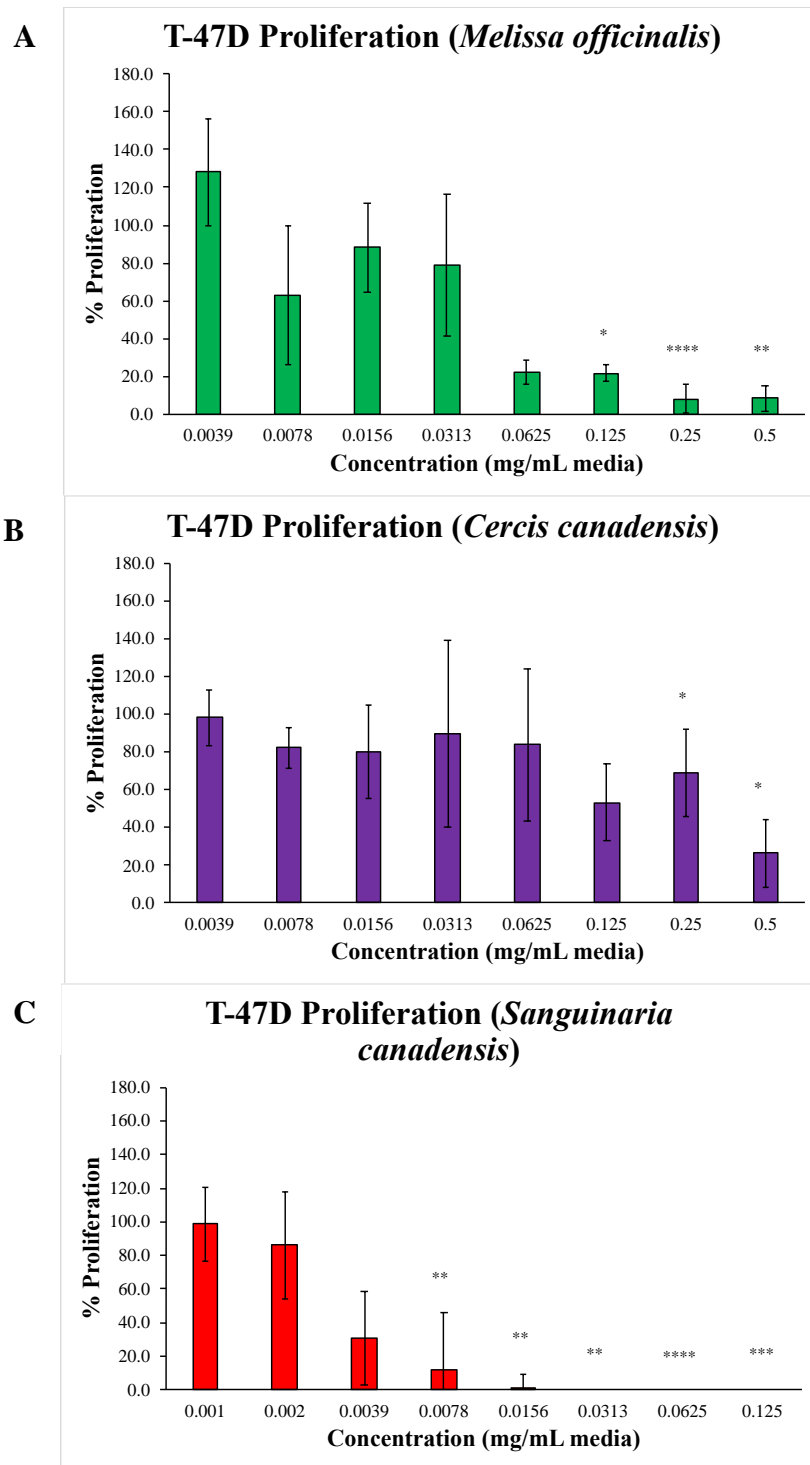 A
T-47D Proliferation (Melissa officinalis)
180.0
160.0
140.0
120.0
100.0
80.0
60.0
40.0
20.0
0.0
% Proliferation
*
****
**
0.0039 0.0078 0.0156 0.0313 0.0625 0.125 0.25 0.5
Concentration (mg/mL media)
B
T-47D Proliferation (Cercis canadensis)
180.0
160.0
140.0
120.0
100.0
80.0
60.0
40.0
20.0
0.0
% Proliferation
*
*
0.0039 0.0078 0.0156 0.0313 0.0625 0.125 0.25 0.5
Concentration (mg/mL media)
C
T-47D Proliferation (Sanguinaria
canadensis)
180.0
160.0
140.0
120.0
100.0
80.0
60.0
40.0
20.0
0.0
% Proliferation
**
**
**
****
***
0.001 0.002 0.0039 0.0078 0.0156 0.0313 0.0625 0.125
Concentration (mg/mL media)